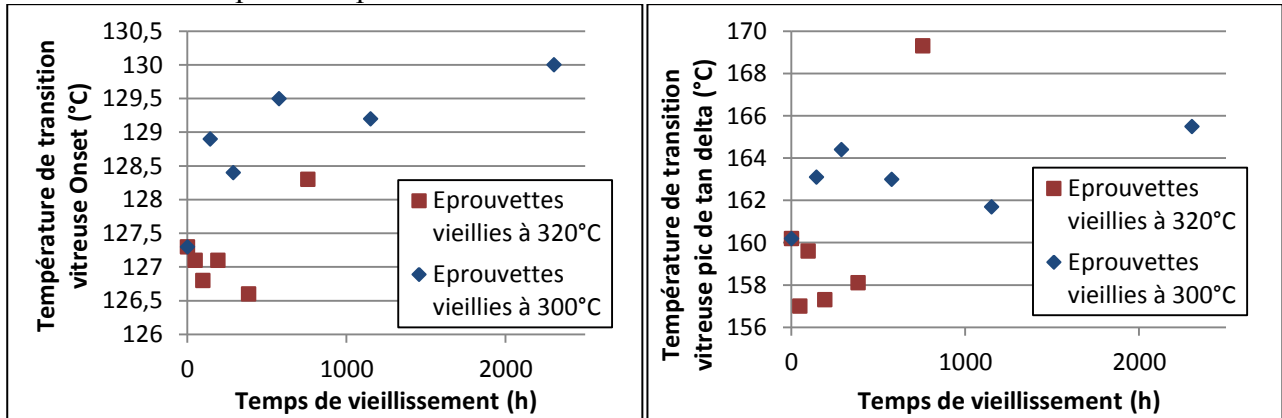 130,5
130
129,5
129
128,5
128
127,5
127
126,5
126
Température de transition
vitreuse Onset (°C)
0
1000
2000
Temps de vieillissement (h)
Eprouvettes
vieillies à 320°C
Eprouvettes
vieillies à 300°C
170
168
166
164
162
160
158
156
Température de transition
vitreuse pic de tan delta (°C)
0
1000
2000
Temps de vieillissement (h)
Eprouvettes
vieillies à 320°C
Eprouvettes
vieillies à 300°C